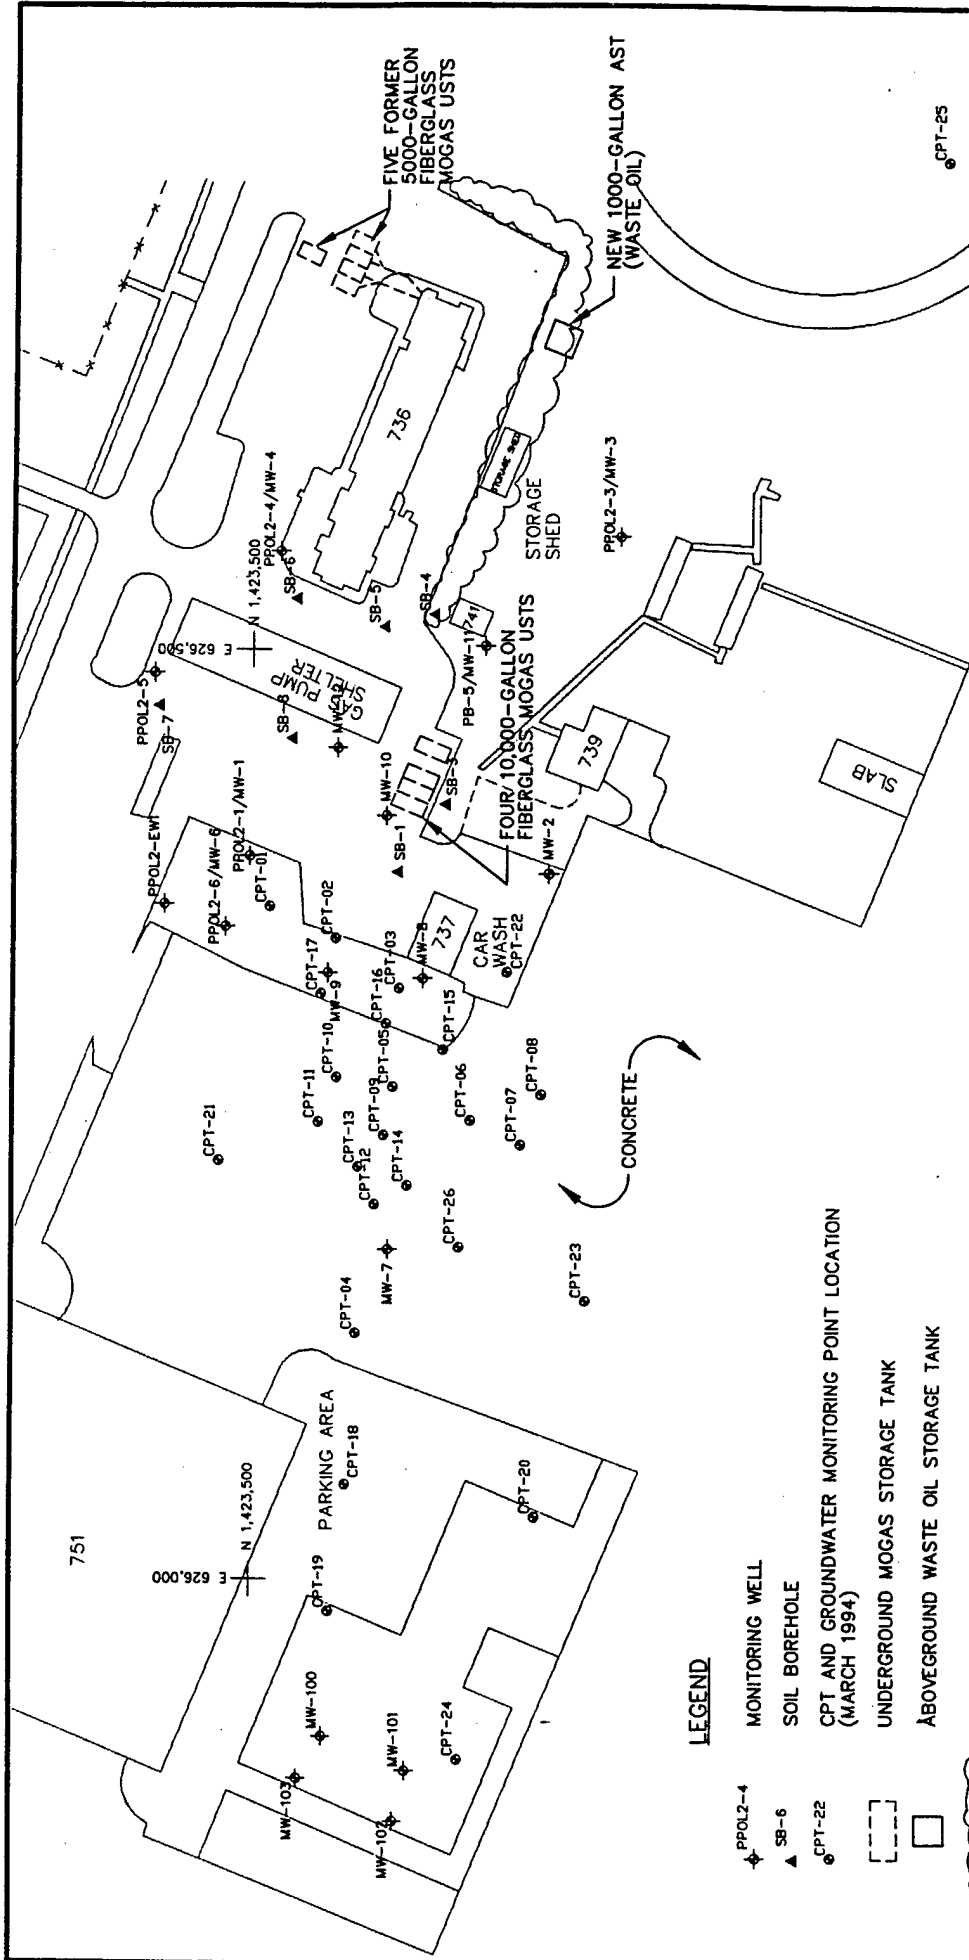 FIVE FORMER
5000-GALLON
FIBERGLASS
MOGAS USTS
NEW 1000-GALLON AST
(WASTE OIL)
CPT-25
736
STORAGE SHED
STORAGE
SHED
PPOL2-4/MW-4
SB-6
N 1,423,500
E 626,500
SB-5
SB-4
741
PB-5/MW-11
PPOL2-3/MW-3
GAS
PUMP
SHELTER
PPOL2-5
SB-7
SB-8
MW-10
SB-3
SB-1
FOUR 10,000-GALLON
FIBERGLASS MOGAS USTS
739
SLAB
MW-2
PPOL2-EW1
PPOL2-1/MW-1
PPOL2-6/MW-6
CPT-01
CPT-02
CPT-17
MW-9
CPT-03
CPT-16
MW-8
737
CAR
WASH
CPT-22
CPT-15
CPT-10
CPT-05
CPT-11
CPT-09
CPT-13
CPT-12
CPT-14
CPT-06
CPT-07
CPT-08
CPT-21
CPT-26
MW-7
CPT-04
CPT-23
CONCRETE
751
N 1,423,500
E 626,000
PARKING AREA
CPT-18
CPT-19
CPT-20
MW-100
MW-103
MW-101
MW-102
CPT-24
LEGEND
PPOL2-4
MONITORING WELL
SB-6
SOIL BOREHOLE
CPT-22
CPT AND GROUNDWATER MONITORING POINT LOCATION
(MARCH 1994)
UNDERGROUND MOGAS STORAGE TANK
ABOVEGROUND WASTE OIL STORAGE TANK